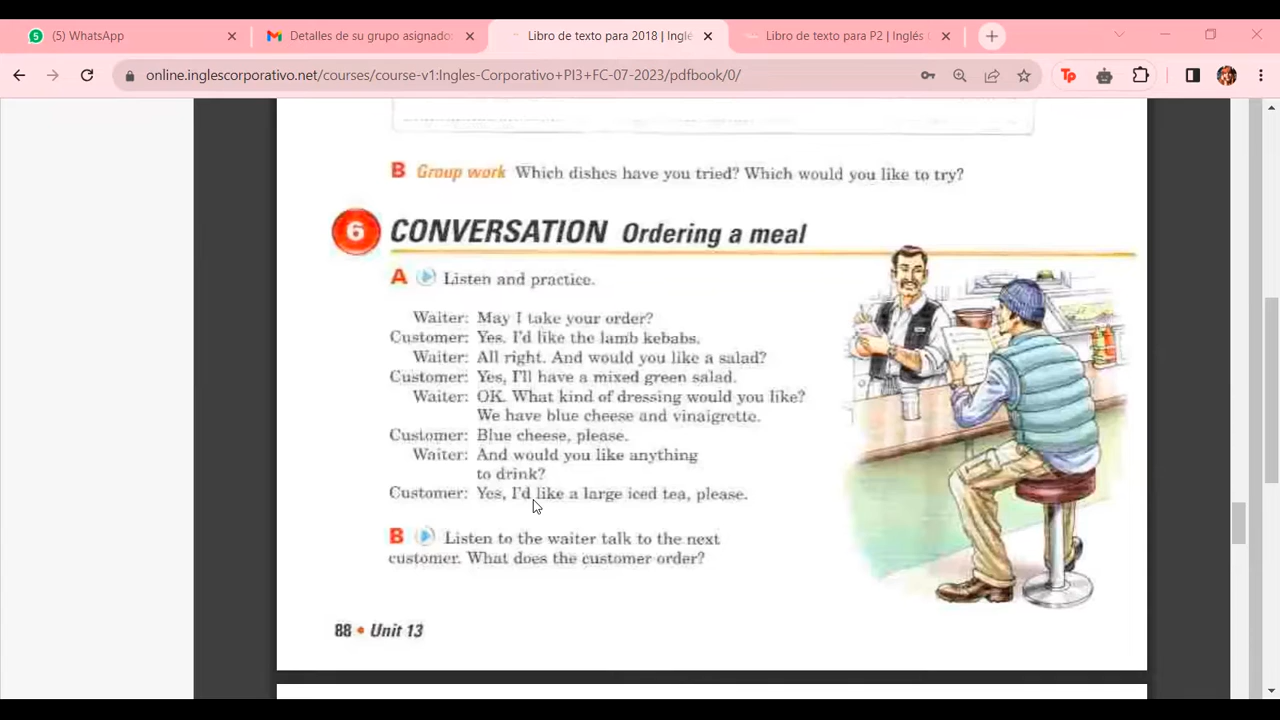 5 (5) WhatsApp
Detalles de su grupo asignado
Libro de texto para 2018 | Inglé
Libro de texto para P2 | Inglés
online.inglescorporativo.net/courses/course-v1:Ingles-Corporativo+PI3+FC-07-2023/pdfbook/0/
Tp
B Group work Which dishes have you tried? Which would you like to try?
6 CONVERSATION Ordering a meal
A Listen and practice.
Waiter: May I take your order?
Customer: Yes. I'd like the lamb kebabs.
Waiter: All right. And would you like a salad?
Customer: Yes, I'll have a mixed green salad.
Waiter: OK. What kind of dressing would you like?
We have blue cheese and vinaigrette.
Customer: Blue cheese, please.
Waiter: And would you like anything
to drink?
Customer: Yes, I'd like a large iced tea, please.
B Listen to the waiter talk to the next
customer. What does the customer order?
88 • Unit 13